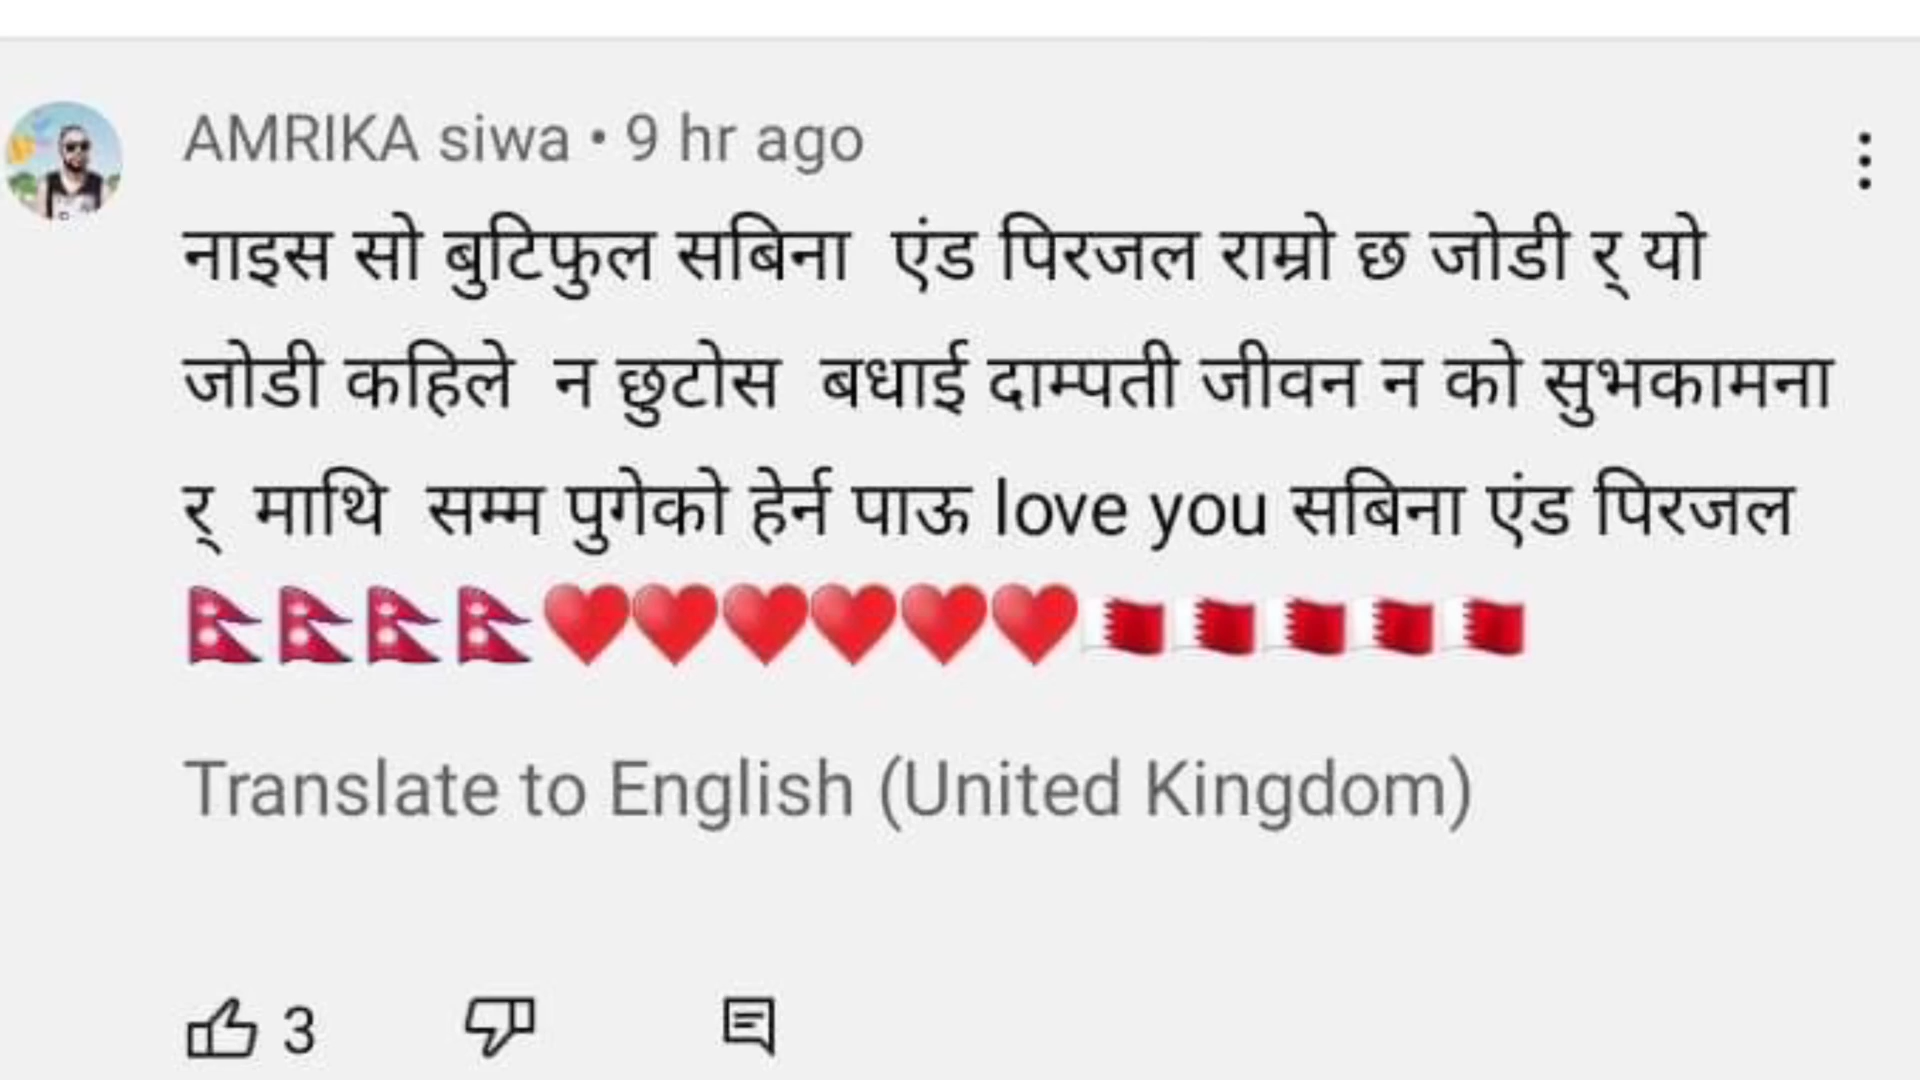 AMRIKA siwa • 9 hr ago
नाइस सो बुटिफुल सबिना  एंड पिरजल राम्रो छ जोडी र् यो
जोडी कहिले  न छुटोस  बधाई दाम्पती जीवन न को सुभकामना
र्  माथि  सम्म पुगेको हेर्न पाऊ love you सबिना एंड पिरजल
🇳🇵🇳🇵🇳🇵🇳🇵❤️❤️❤️❤️❤️❤️🇧🇭🇧🇭🇧🇭🇧🇭🇧🇭
Translate to English (United Kingdom)
3